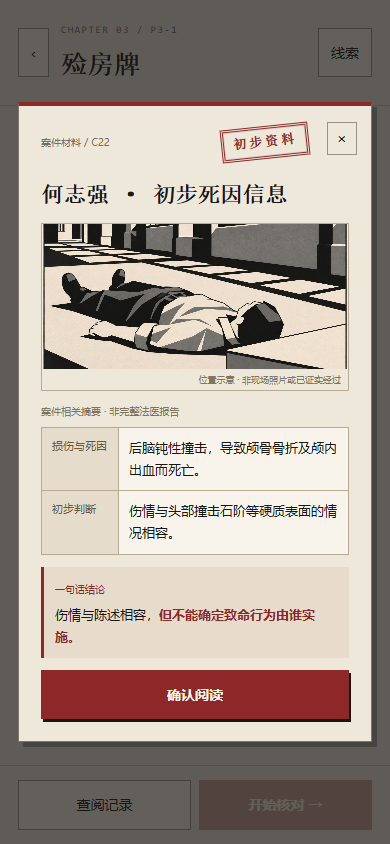 CHAPTER 03 / P3-1
‹
殓房牌
线索
案件材料 / C22
初步资料
×
何志强 · 初步死因信息
位置示意 · 非现场照片或已证实经过
案件相关摘要 · 非完整法医报告
损伤与死因
后脑钝性撞击，导致颅骨骨折及颅内
出血而死亡。
初步判断
伤情与头部撞击石阶等硬质表面的情
况相容。
一句话结论
伤情与陈述相容，但不能确定致命行为由谁实
施。
确认阅读
查阅记录
开始核对 →